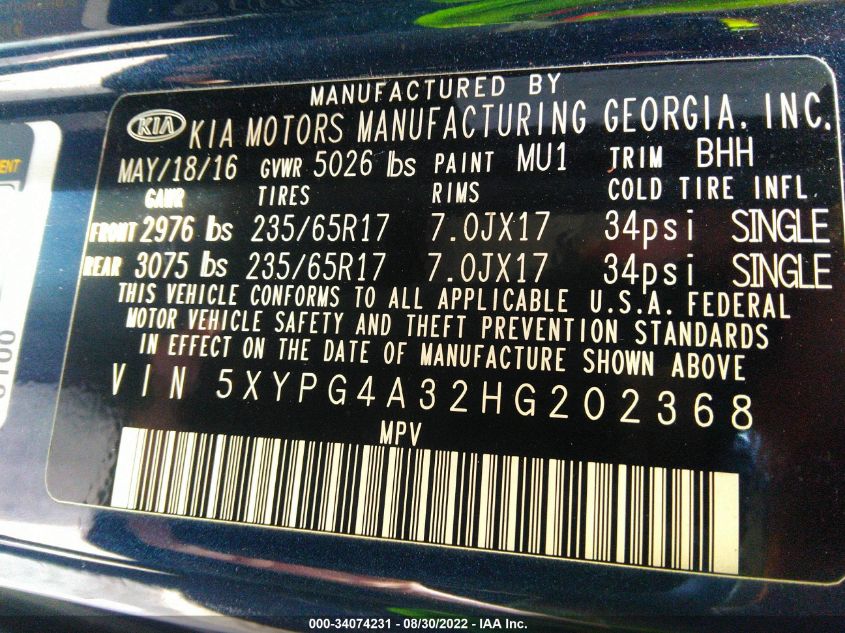 MANUFACTURED BY
KIA KIA MOTORS MANUFACTURING GEORGIA, INC.
MAY/18/16 GVWR 5026 lbs PAINT MU1 TRIM BHH
GAWR TIRES RIMS COLD TIRE INFL.
FRONT 2976 lbs 235/65R17 7.0JX17 34psi SINGLE
REAR 3075 lbs 235/65R17 7.0JX17 34psi SINGLE
THIS VEHICLE CONFORMS TO ALL APPLICABLE U.S.A. FEDERAL
MOTOR VEHICLE SAFETY AND THEFT PREVENTION STANDARDS
IN EFFECT ON THE DATE OF MANUFACTURE SHOWN ABOVE
VIN 5XYPG4A32HG202368
MPV
000-34074231 - 08/30/2022 - IAA Inc.